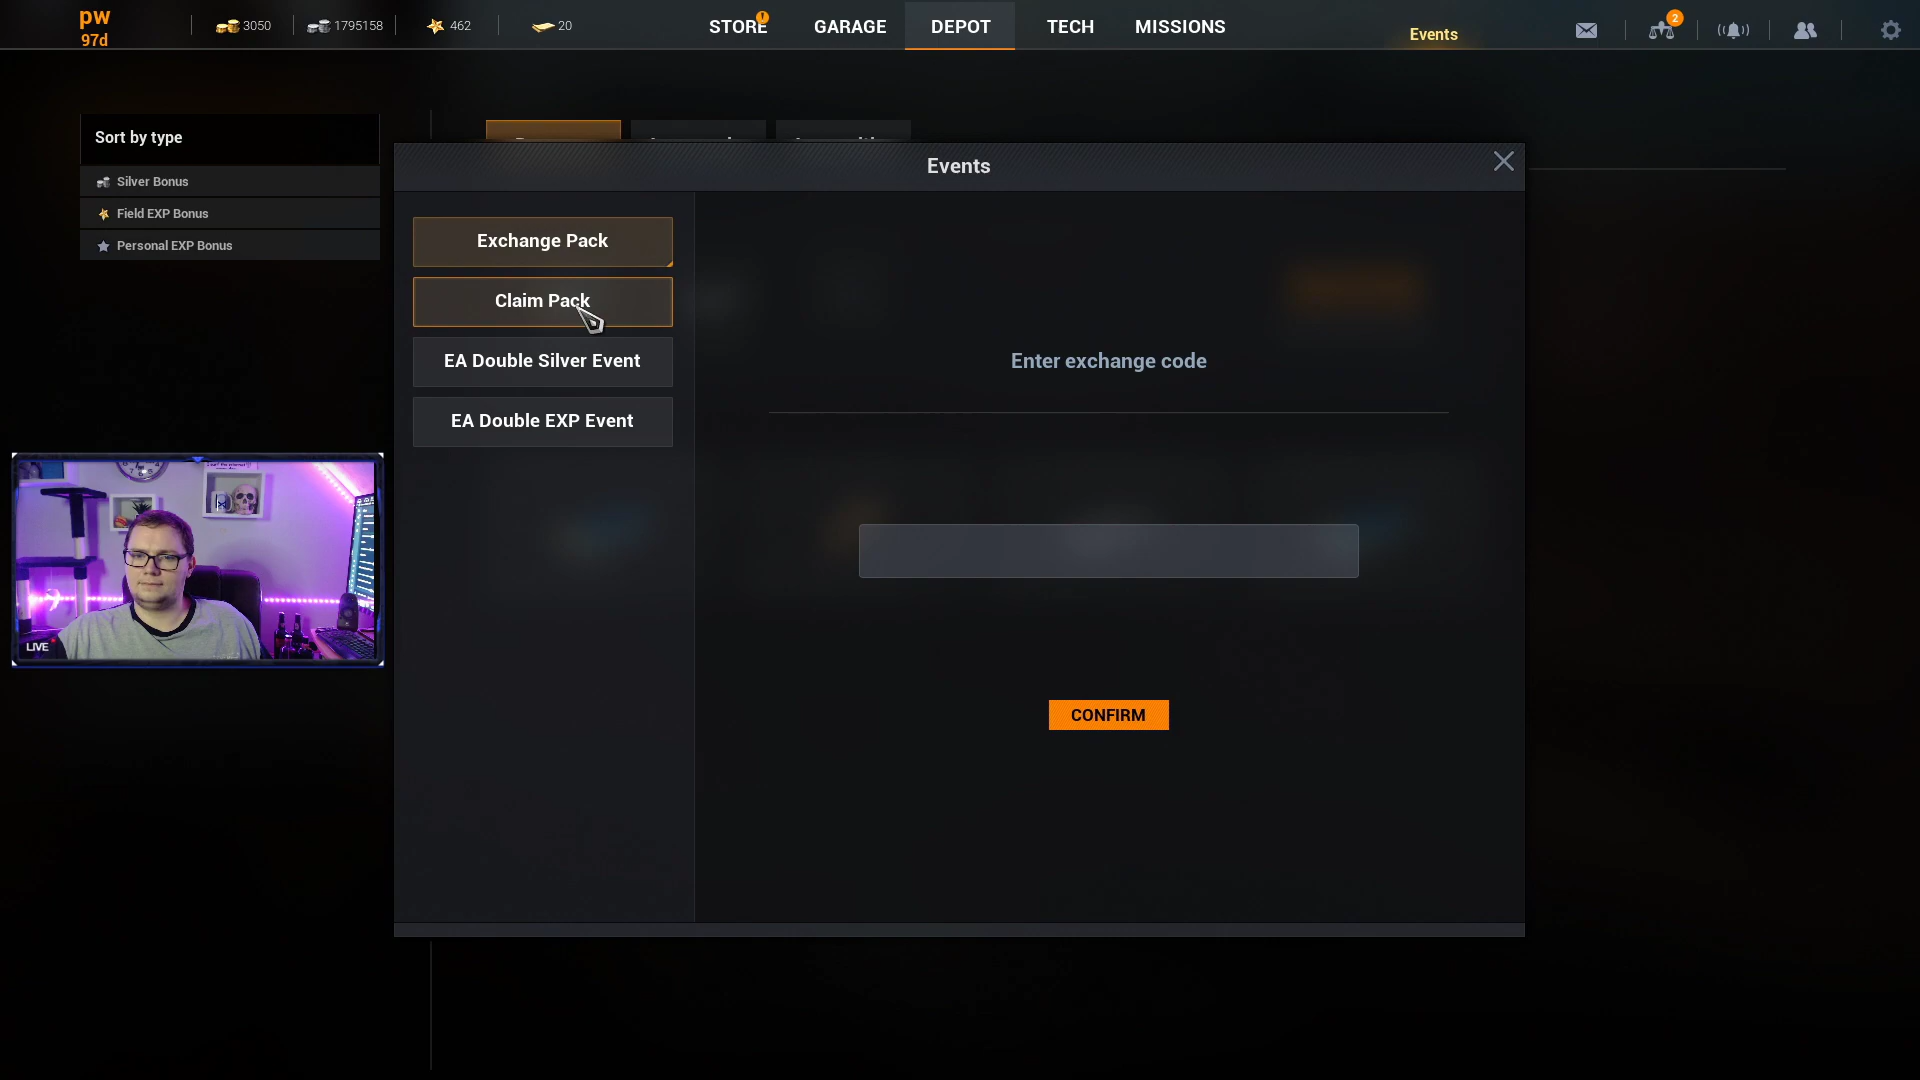 pw
97d
3050
1795158
462
20
STORE
GARAGE
DEPOT
TECH
MISSIONS
Events
2
Sort by type
Silver Bonus
Field EXP Bonus
Personal EXP Bonus
Events
Exchange Pack
Claim Pack
EA Double Silver Event
EA Double EXP Event
Enter exchange code
CONFIRM
LIVE